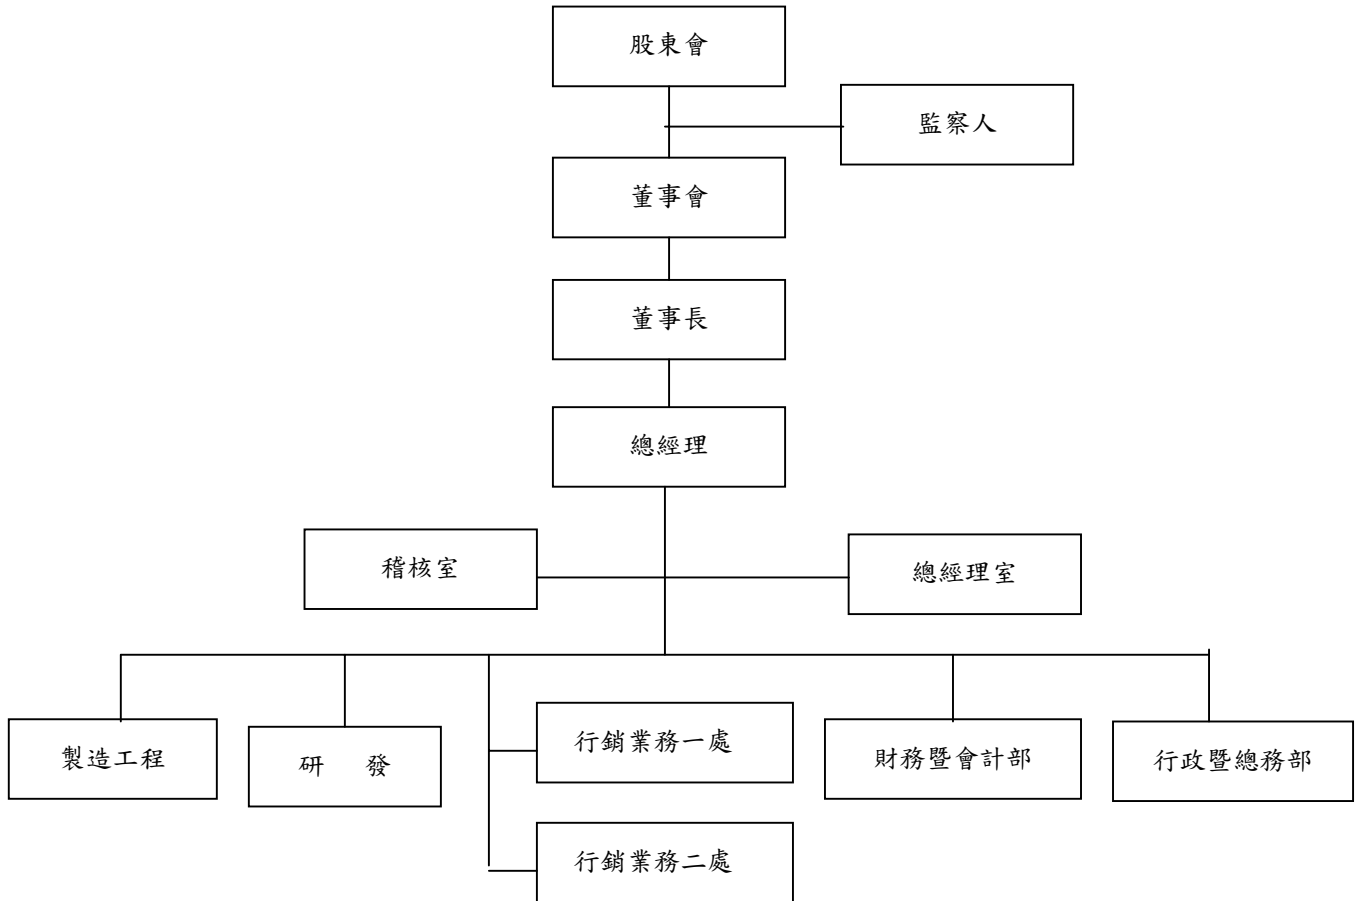 股東會
監察人
董事會
董事長
總經理
稽核室
總經理室
製造工程
研　發
行銷業務一處
財務暨會計部
行政暨總務部
行銷業務二處